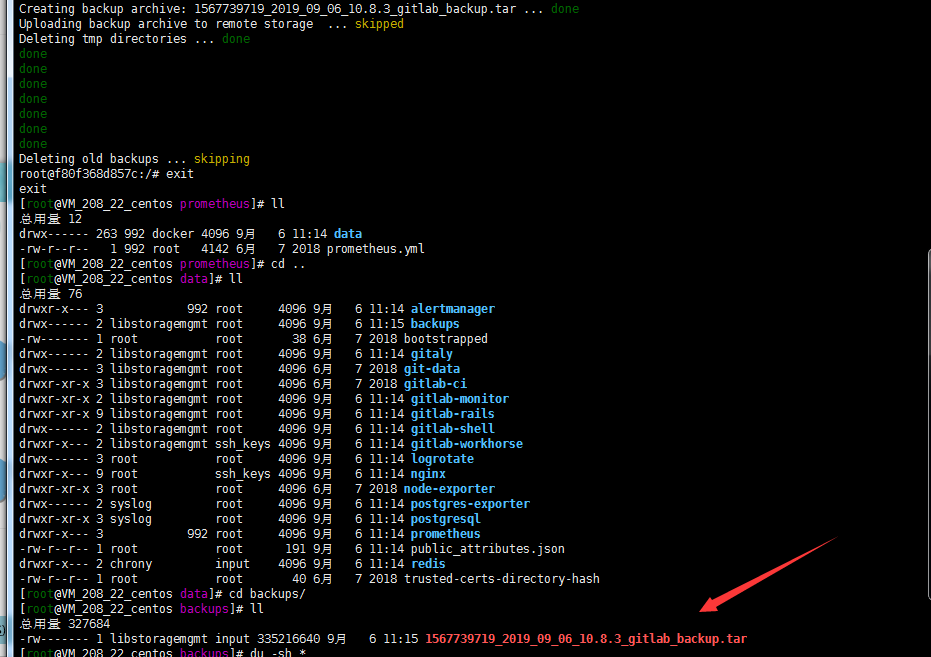 Creating backup archive: 1567739719_2019_09_06_10.8.3_gitlab_backup.tar ... done
Uploading backup archive to remote storage  ... skipped
Deleting tmp directories ... done
done
done
done
done
done
done
done
Deleting old backups ... skipping
root@f80f368d857c:/# exit
exit
[root@VM_208_22_centos prometheus]# ll
总用量 12
drwx------ 263 992 docker 4096 9月   6 11:14 data
-rw-r--r--   1 992 root   4142 6月   7 2018 prometheus.yml
[root@VM_208_22_centos prometheus]# cd ..
[root@VM_208_22_centos data]# ll
总用量 76
drwxr-x--- 3           992 root     4096 9月   6 11:14 alertmanager
drwxr-x--- 2 libstoragemgmt root     4096 9月   6 11:15 backups
-rw------- 1 root          root       38 6月   7 2018 bootstrapped
drwx------ 2 libstoragemgmt root     4096 9月   6 11:14 gitaly
drwx------ 3 libstoragemgmt root     4096 6月   7 2018 git-data
drwxr-xr-x 3 libstoragemgmt root     4096 6月   7 2018 gitlab-ci
drwxr-xr-x 2 libstoragemgmt root     4096 9月   6 11:14 gitlab-monitor
drwxr-xr-x 9 libstoragemgmt root     4096 9月   6 11:14 gitlab-rails
drwx------ 2 libstoragemgmt root     4096 9月   6 11:14 gitlab-shell
drwxr-x--- 2 libstoragemgmt ssh_keys 4096 9月   6 11:14 gitlab-workhorse
drwx------ 3 root          root     4096 9月   6 11:14 logrotate
drwxr-x--- 9 root          ssh_keys 4096 9月   6 11:14 nginx
drwxr-xr-x 3 root          root     4096 6月   7 2018 node-exporter
drwx------ 2 syslog        root     4096 9月   6 11:14 postgres-exporter
drwxr-xr-x 3 syslog        root     4096 9月   6 11:14 postgresql
drwxr-x--- 3           992 root     4096 9月   6 11:14 prometheus
-rw-r--r-- 1 root          root      191 9月   6 11:14 public_attributes.json
drwxr-x--- 2 chrony        input    4096 9月   6 11:14 redis
-rw-r--r-- 1 root          root       40 6月   7 2018 trusted-certs-directory-hash
[root@VM_208_22_centos data]# cd backups/
[root@VM_208_22_centos backups]# ll
总用量 327684
-rw------- 1 libstoragemgmt input 335216640 9月   6 11:15 1567739719_2019_09_06_10.8.3_gitlab_backup.tar
[root@VM_208_22_centos backups]# du -sh *